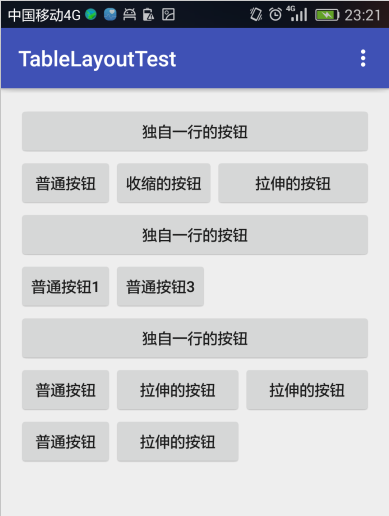 中国移动4G 4G 23:21
TableLayoutTest
独自一行的按钮
普通按钮 收缩的按钮 拉伸的按钮
独自一行的按钮
普通按钮1 普通按钮3
独自一行的按钮
普通按钮 拉伸的按钮 拉伸的按钮
普通按钮 拉伸的按钮